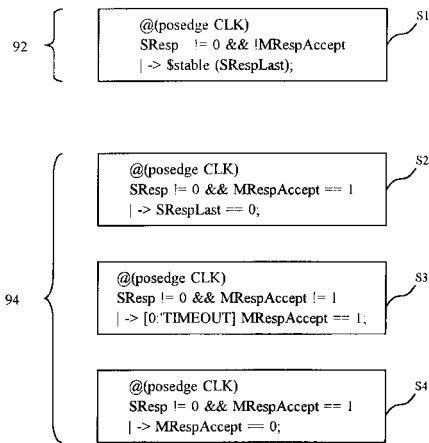 92
@(posedge CLK)
SResp != 0 && !MRespAccept
| -> $stable (SRespLast);
S1
94
@(posedge CLK)
SResp != 0 && MRespAccept == 1
| -> SRespLast == 0;
S2
@(posedge CLK)
SResp != 0 && MRespAccept != 1
| -> [0:'TIMEOUT] MRespAccept == 1;
S3
@(posedge CLK)
SResp != 0 && MRespAccept == 1
| -> MRespAccept == 0;
S4